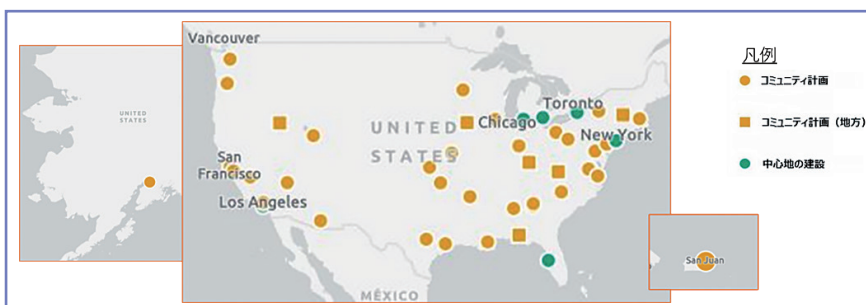 Vancouver
UNITED
STATES
UNITED
STATES
San
Francisco
Los Angeles
Chicago
Toronto
New York
MÉXICO
San Juan
凡例
コミュニティ計画
コミュニティ計画（地方）
中心地の建設